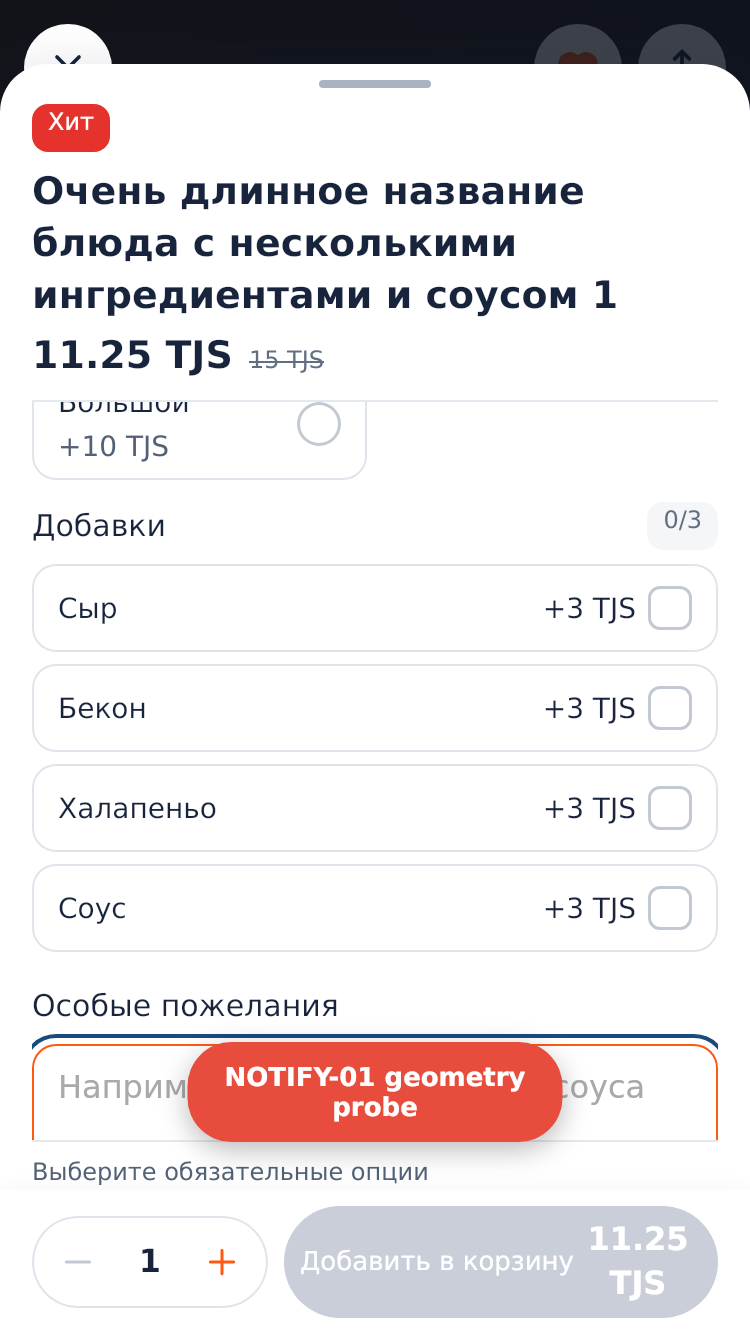 Хит
Очень длинное название
блюда с несколькими
ингредиентами и соусом 1
11.25 TJS 15 TJS
Большой
+10 TJS
Добавки 0/3
Сыр +3 TJS
Бекон +3 TJS
Халапеньо +3 TJS
Соус +3 TJS
Особые пожелания
NOTIFY-01 geometry
probe
соуса
Выберите обязательные опции
1
Добавить в корзину
11.25
TJS